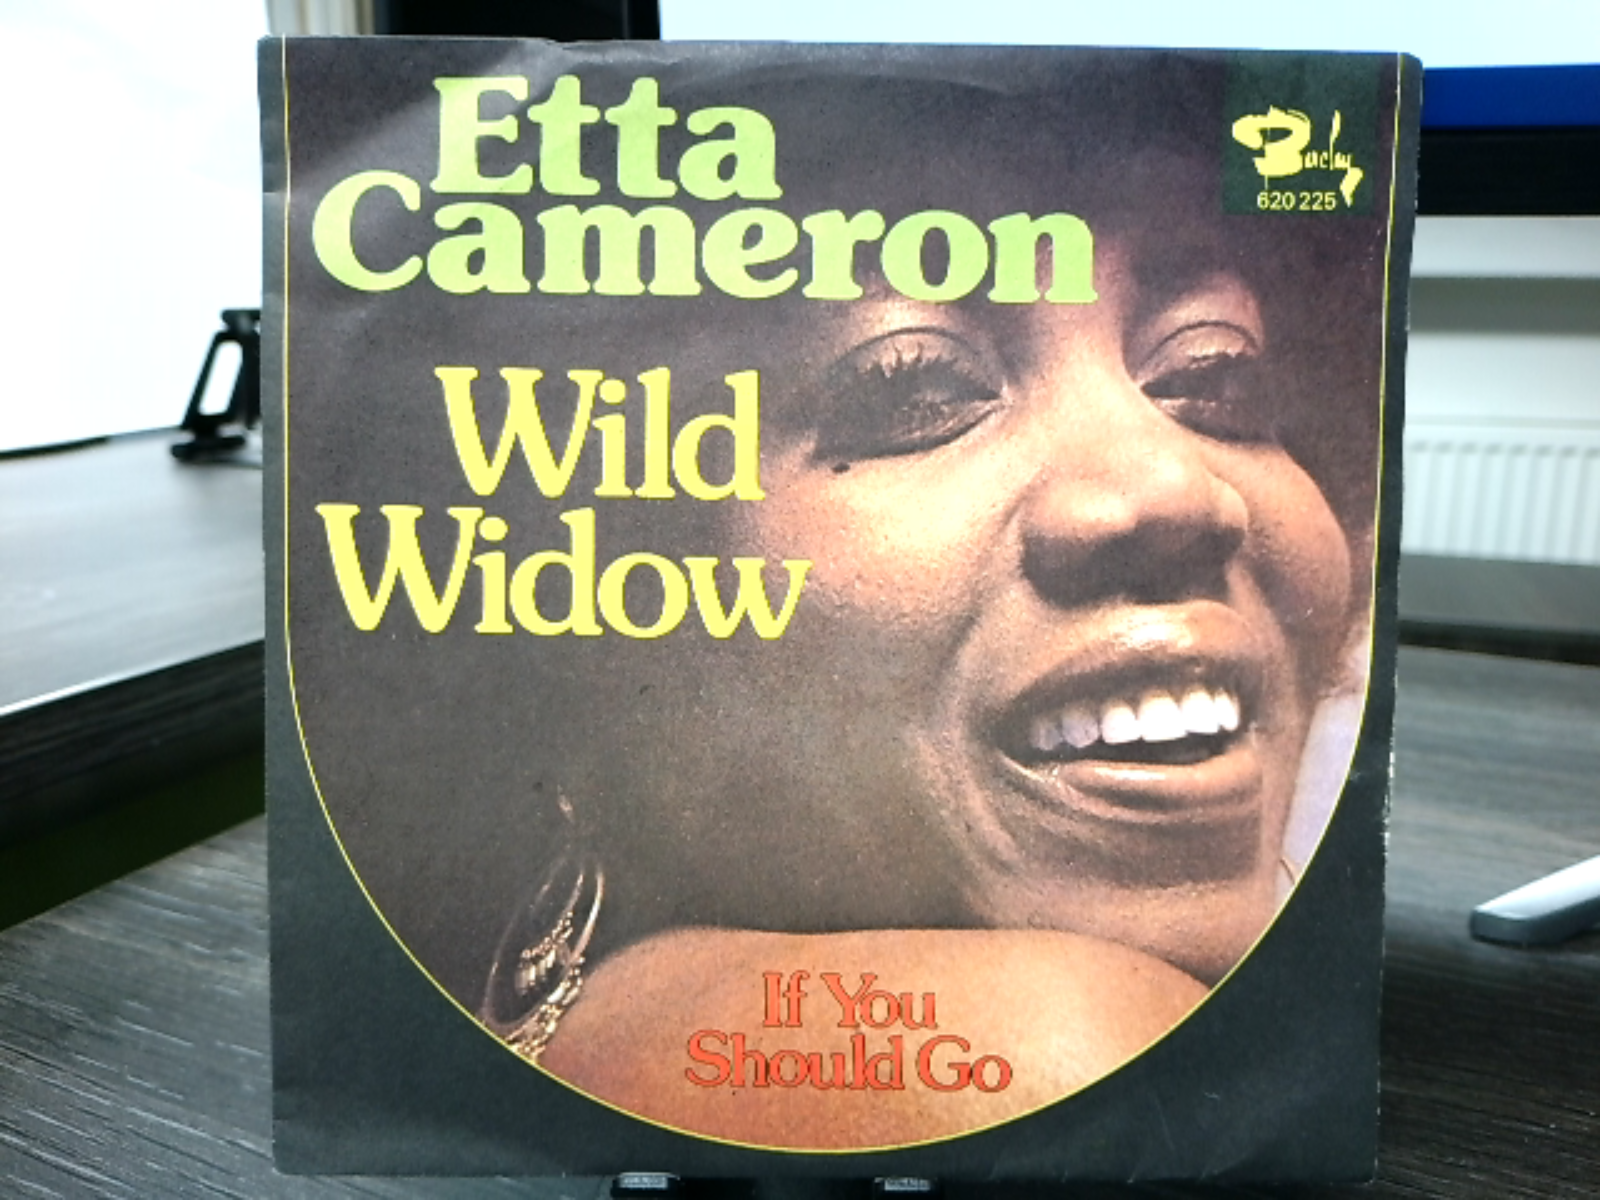 Etta
Cameron
Barclay
620 225
Wild
Widow
If You
Should Go